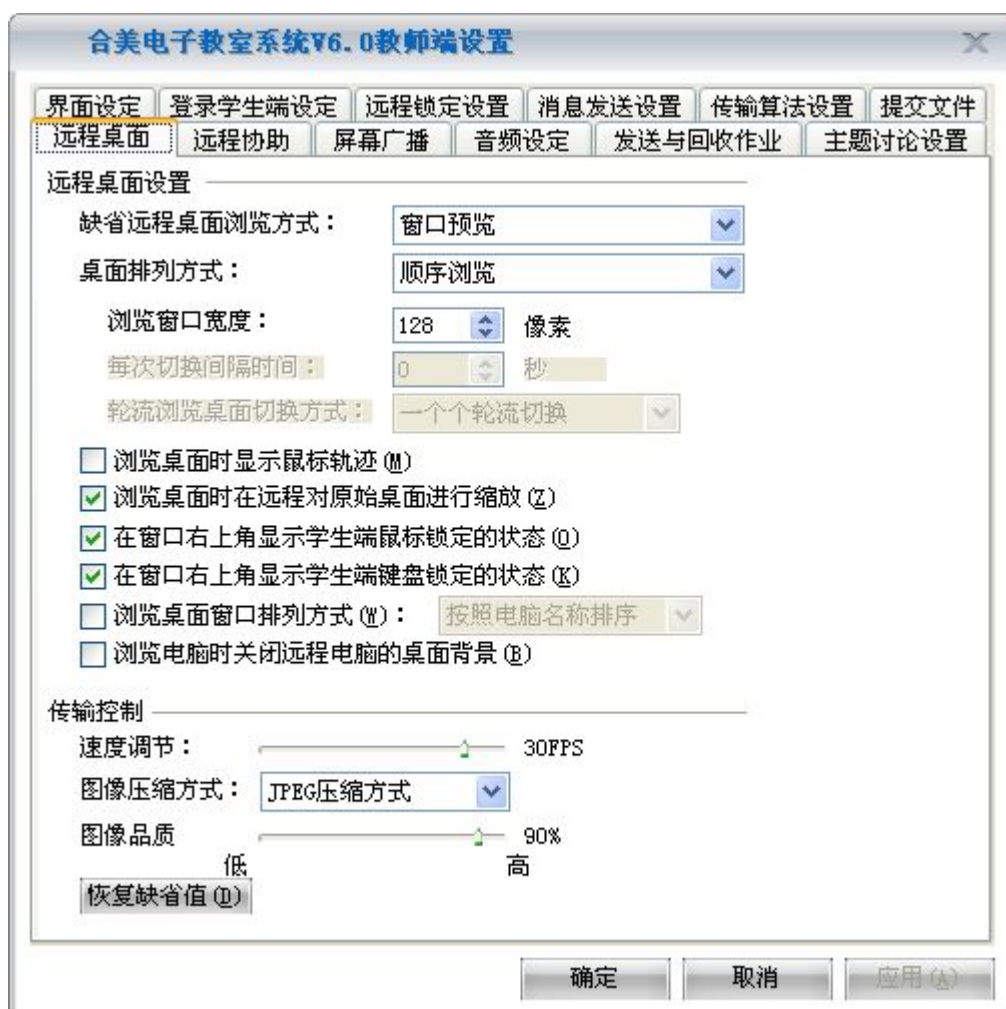 合美电子教室系统V6.0教师端设置
界面设定 登录学生端设定 远程锁定设置 消息发送设置 传输算法设置 提交文件
远程桌面 远程协助 屏幕广播 音频设定 发送与回收作业 主题讨论设置
远程桌面设置
缺省远程桌面浏览方式： 窗口预览
桌面排列方式： 顺序浏览
浏览窗口宽度： 128 像素
每次切换间隔时间： 0 秒
轮流浏览桌面切换方式： 一个个轮流切换
浏览桌面时显示鼠标轨迹(M)
浏览桌面时在远程对原始桌面进行缩放(Z)
在窗口右上角显示学生端鼠标锁定的状态(O)
在窗口右上角显示学生端键盘锁定的状态(K)
浏览桌面窗口排列方式(W)： 按照电脑名称排序
浏览电脑时关闭远程电脑的桌面背景(B)
传输控制
速度调节： 30FPS
图像压缩方式： JPEG压缩方式
图像品质 90%
低 高
恢复缺省值(D)
确定 取消 应用(A)